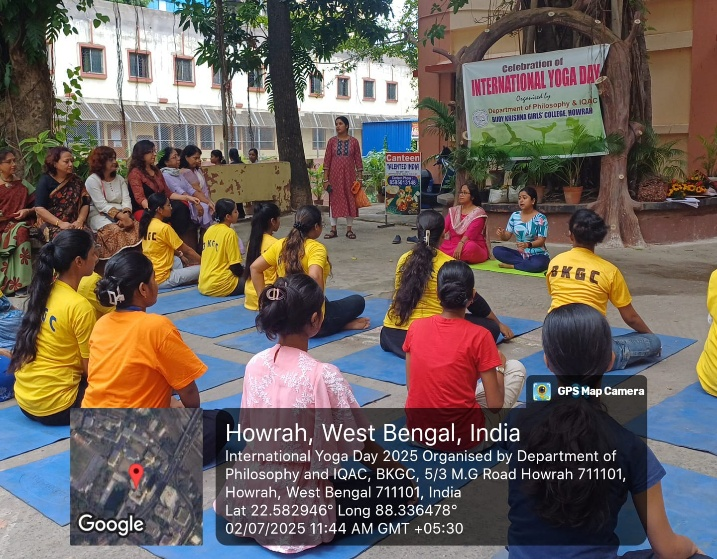 Celebration of
INTERNATIONAL YOGA DAY
Organised by
Department of Philosophy & IQAC
BIJOY KRISHNA GIRLS' COLLEGE, HOWRAH
Canteen
TALENTED INDIA
BKGC
GPS Map Camera
Howrah, West Bengal, India
International Yoga Day 2025 Organised by Department of
Philosophy and IQAC, BKGC, 5/3 M.G Road Howrah 711101,
Howrah, West Bengal 711101, India
Lat 22.582946° Long 88.336478°
02/07/2025 11:44 AM GMT +05:30
Google